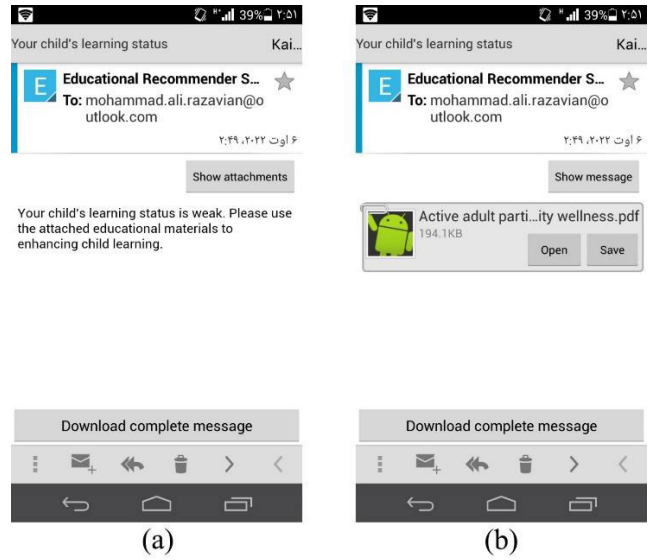 39% ۲:۵۱
Your child's learning status Kai...
E
Educational Recommender S...
To: mohammad.ali.razavian@o
utlook.com
۶ اوت ۲۰۲۲، ۲:۴۹
Show attachments
Your child's learning status is weak. Please use
the attached educational materials to
enhancing child learning.
Download complete message
(a)
H 39% ۲:۵۱
Your child's learning status Kai...
E
Educational Recommender S...
To: mohammad.ali.razavian@o
utlook.com
۶ اوت ۲۰۲۲، ۲:۴۹
Show message
Active adult parti...ity wellness.pdf
194.1KB
Open Save
Download complete message
(b)